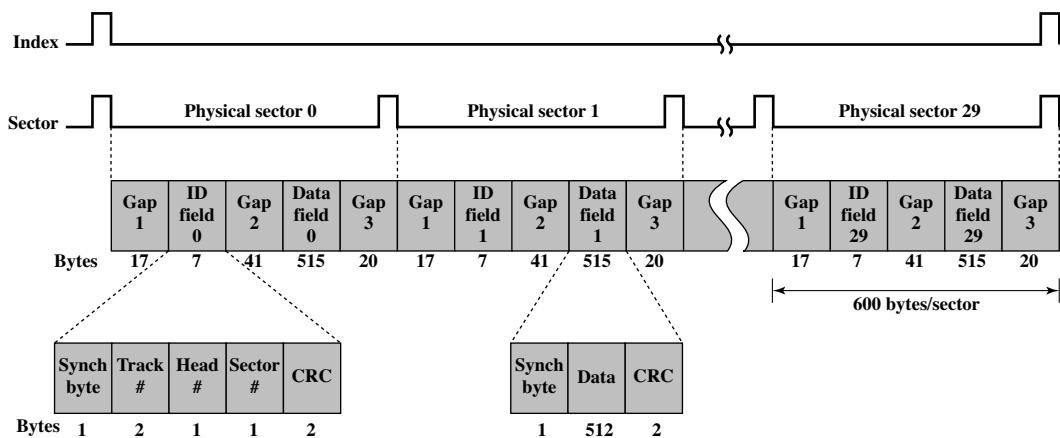 Index
Sector
Physical sector 0
Physical sector 1
Physical sector 29
Gap 1
ID field 0
Gap 2
Data field 0
Gap 3
Gap 1
ID field 1
Gap 2
Data field 1
Gap 3
Gap 1
ID field 29
Gap 2
Data field 29
Gap 3
Bytes 17 7 41 515 20 17 7 41 515 20 17 7 41 515 20
600 bytes/sector
Synch byte
Track #
Head #
Sector #
CRC
Synch byte
Data
CRC
Bytes 1 2 1 1 2 1 512 2